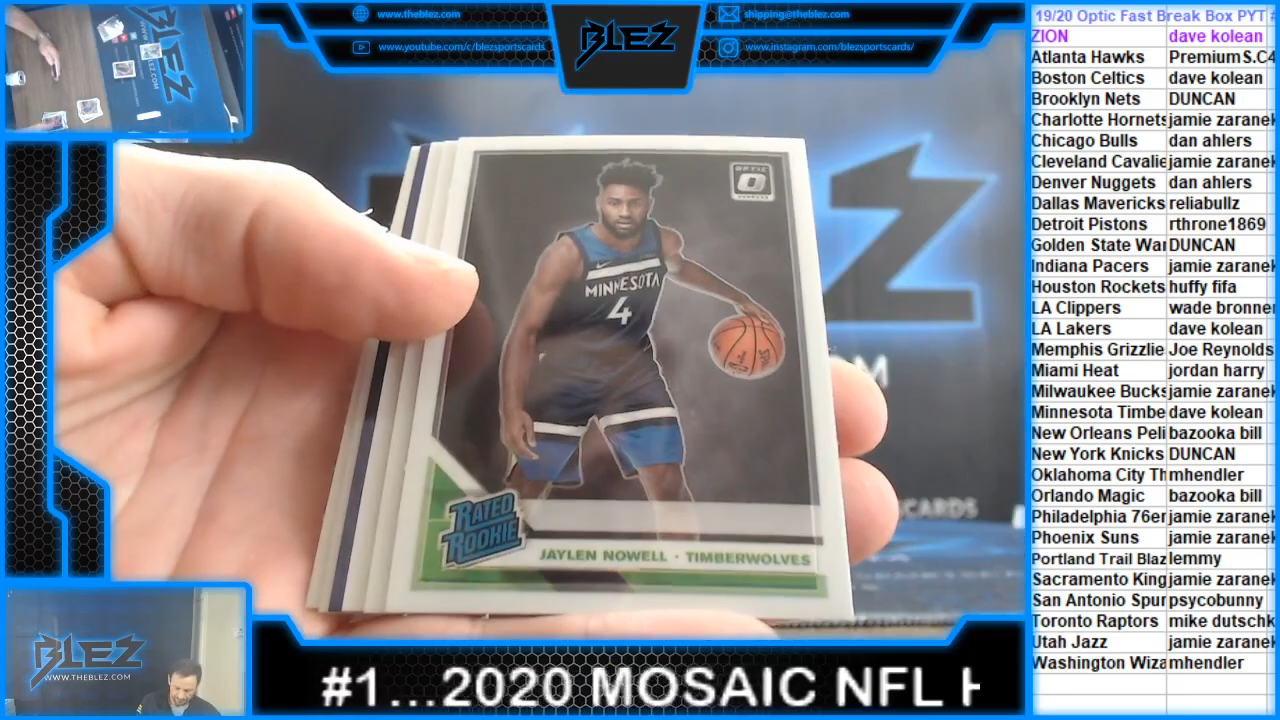 www.theblez.com
www.youtube.com/c/blezsportscards
BLEZ
shipping@theblez.com
www.instagram.com/blezsportscards/
OPTIC
MINNESOTA
4
RATED
ROOKIE
JAYLEN NOWELL · TIMBERWOLVES
SCARDS
BLEZ
WWW.THEBLEZ.COM
#1...2020 MOSAIC NFL H
19/20 Optic Fast Break Box PYT #
ZION dave kolean
Atlanta Hawks Premium S.C4
Boston Celtics dave kolean
Brooklyn Nets DUNCAN
Charlotte Hornets jamie zaranek
Chicago Bulls dan ahlers
Cleveland Cavalie jamie zaranek
Denver Nuggets dan ahlers
Dallas Mavericks reliabullz
Detroit Pistons rthrone1869
Golden State War DUNCAN
Indiana Pacers jamie zaranek
Houston Rockets huffy fifa
LA Clippers wade bronner
LA Lakers dave kolean
Memphis Grizzlie Joe Reynolds
Miami Heat jordan harry
Milwaukee Bucks jamie zaranek
Minnesota Timbe dave kolean
New Orleans Peli bazooka bill
New York Knicks DUNCAN
Oklahoma City Th mhendler
Orlando Magic bazooka bill
Philadelphia 76er jamie zaranek
Phoenix Suns jamie zaranek
Portland Trail Blaz lemmy
Sacramento King jamie zaranek
San Antonio Spur psycobunny
Toronto Raptors mike dutschk
Utah Jazz jamie zaranek
Washington Wiza mhendler